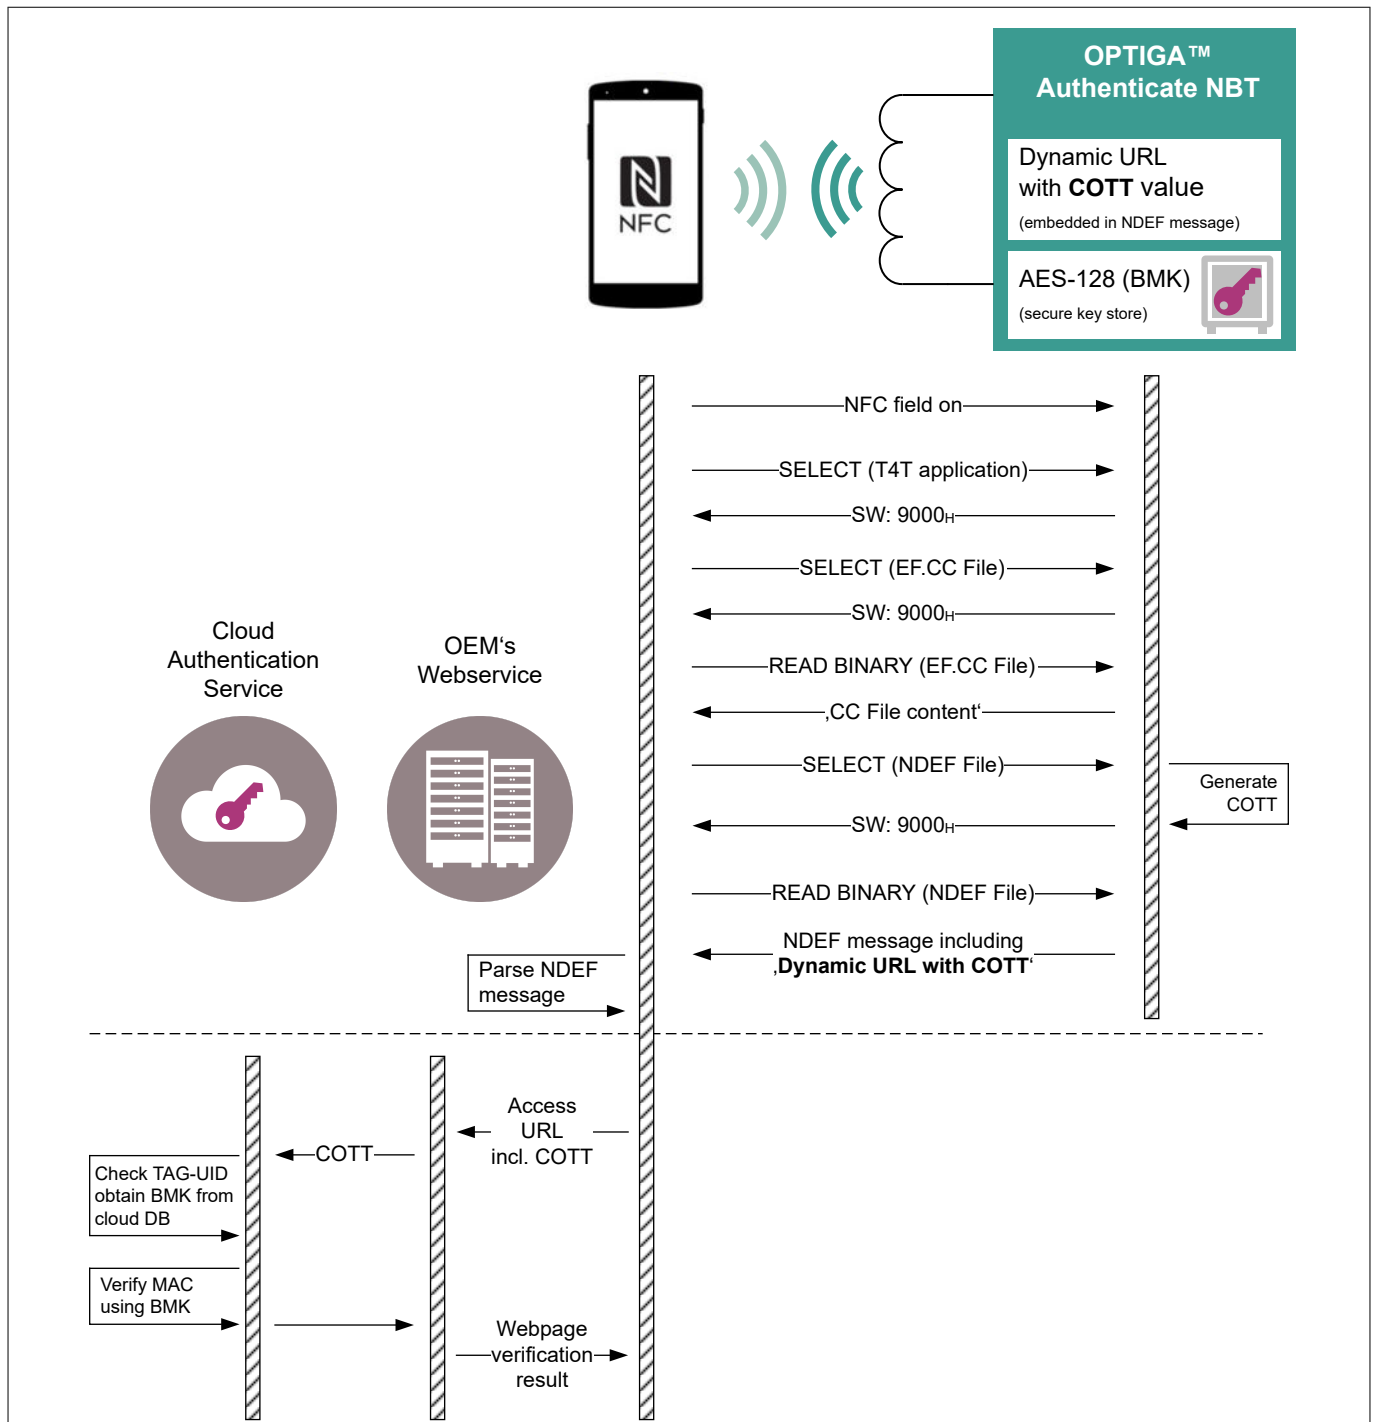 OPTIGA™
Authenticate NBT
Dynamic URL
with COTT value
(embedded in NDEF message)
AES-128 (BMK)
(secure key store)
NFC
NFC field on
SELECT (T4T application)
SW: 9000H
SELECT (EF.CC File)
SW: 9000H
READ BINARY (EF.CC File)
‚CC File content‘
SELECT (NDEF File)
Generate
COTT
SW: 9000H
READ BINARY (NDEF File)
NDEF message including
‚Dynamic URL with COTT‘
Parse NDEF
message
Cloud
Authentication
Service
OEM‘s
Webservice
Access
URL
incl. COTT
COTT
Check TAG-UID
obtain BMK from
cloud DB
Verify MAC
using BMK
Webpage
verification
result